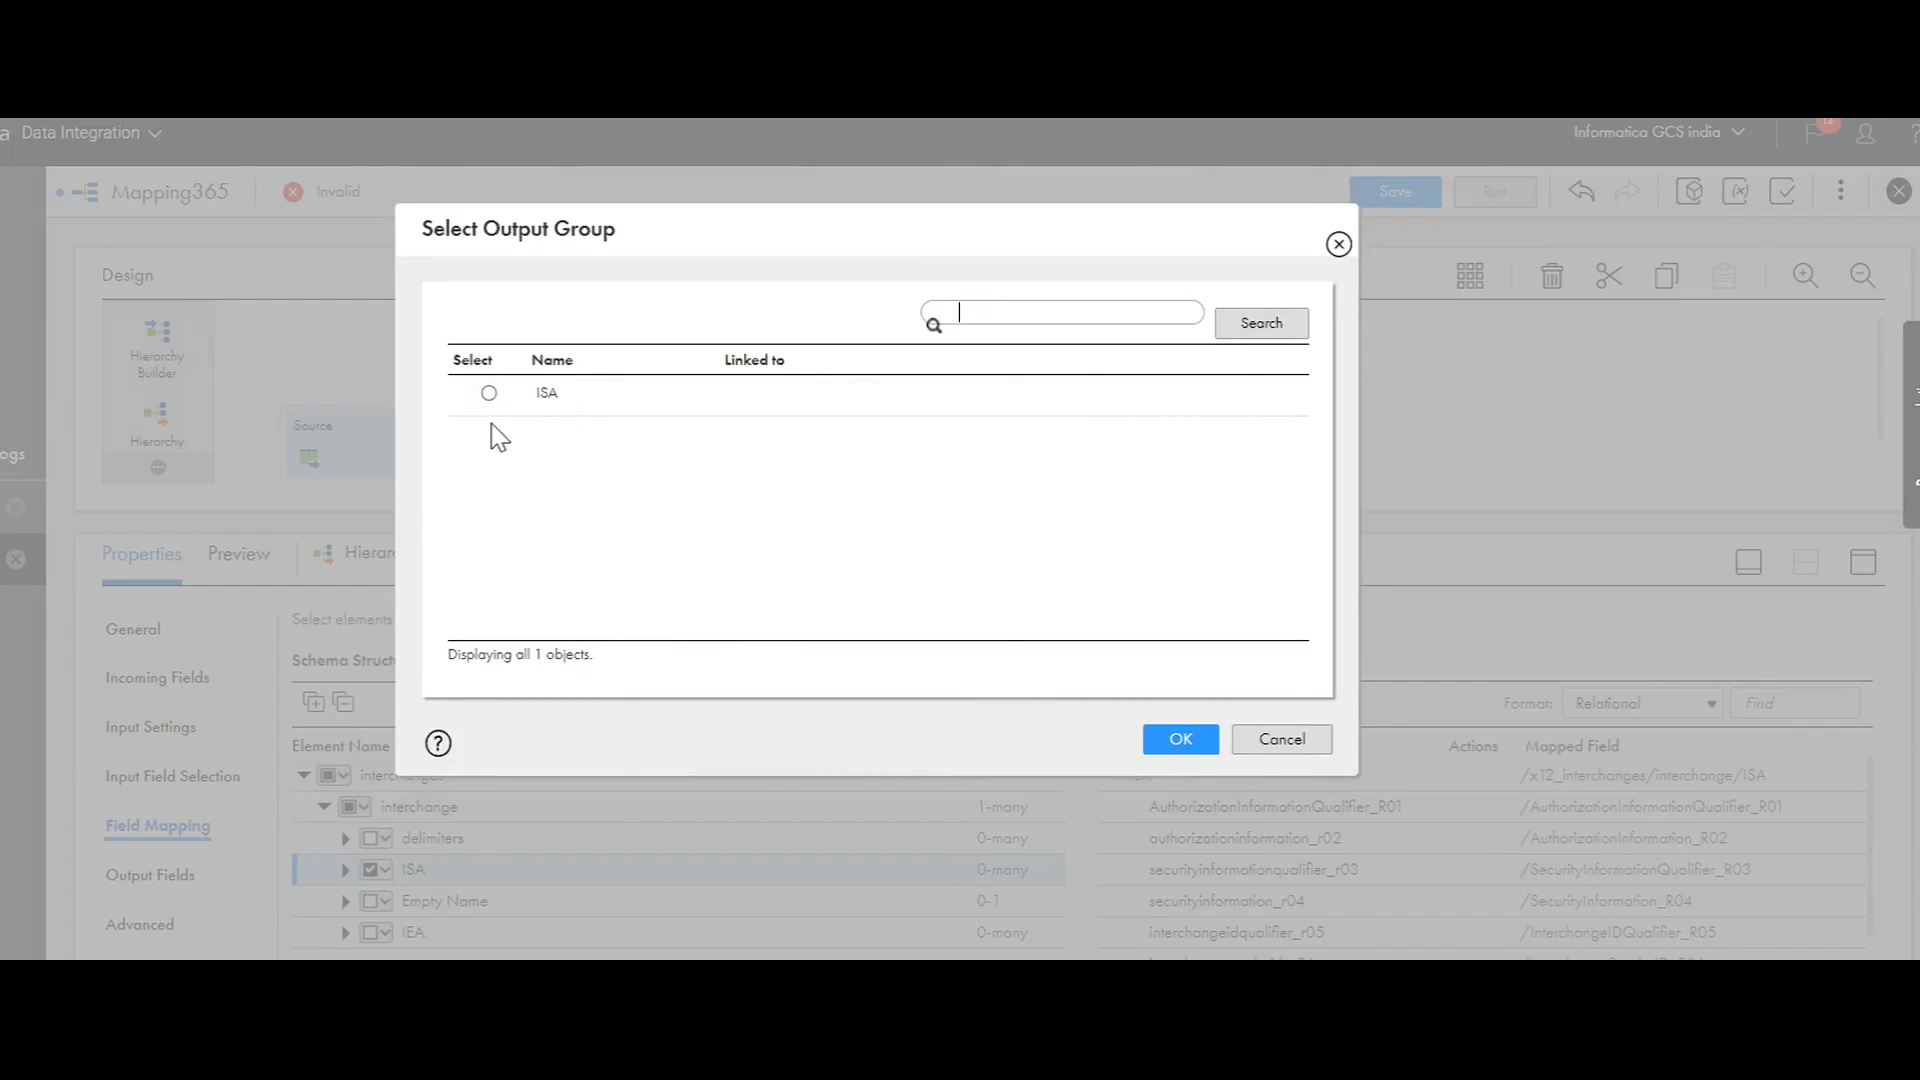 a Data Integration
Informatica GCS india
12
?
Mapping365
Invalid
Save
Run
Select Output Group
Design
Search
Hierarchy
Builder
Select Name Linked to
ISA
Source
Hierarchy
ogs
Properties Preview Hierarc
General
Select elements
Displaying all 1 objects.
Schema Struct
Incoming Fields
Format: Relational Find
Input Settings
? OK Cancel
Element Name Actions Mapped Field
Input Field Selection
/x12_interchanges/interchange/ISA
interchange 1-many AuthorizationInformationQualifier_R01 /AuthorizationInformationQualifier_R01
Field Mapping
delimiters 0-many authorizationinformation_r02 /AuthorizationInformation_R02
ISA 0-many securityinformationqualifier_r03 /SecurityInformationQualifier_R03
Output Fields
Empty Name 0-1 securityinformation_r04 /SecurityInformation_R04
Advanced
IEA 0-many interchangeidqualifier_r05 /InterchangeIDQualifier_R05